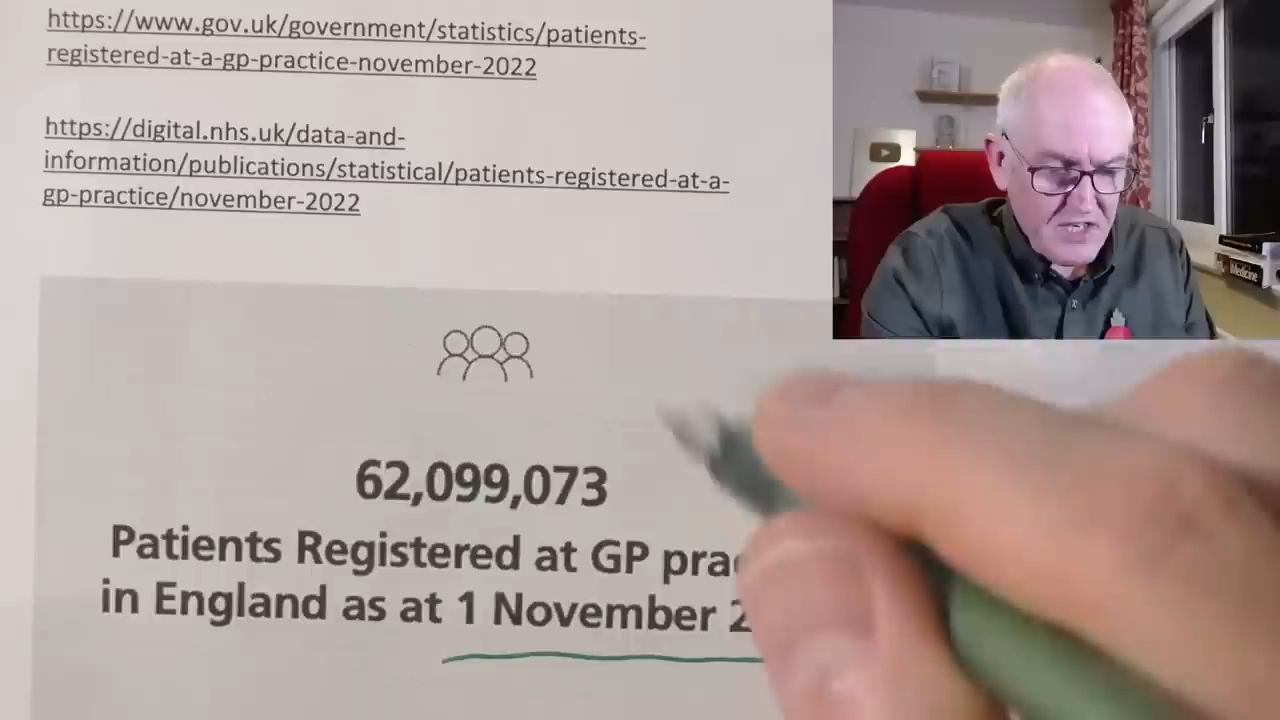 https://www.gov.uk/government/statistics/patients-
registered-at-a-gp-practice-november-2022
https://digital.nhs.uk/data-and-
information/publications/statistical/patients-registered-at-a-
gp-practice/november-2022
62,099,073
Patients Registered at GP prac
in England as at 1 November 2
Medicine